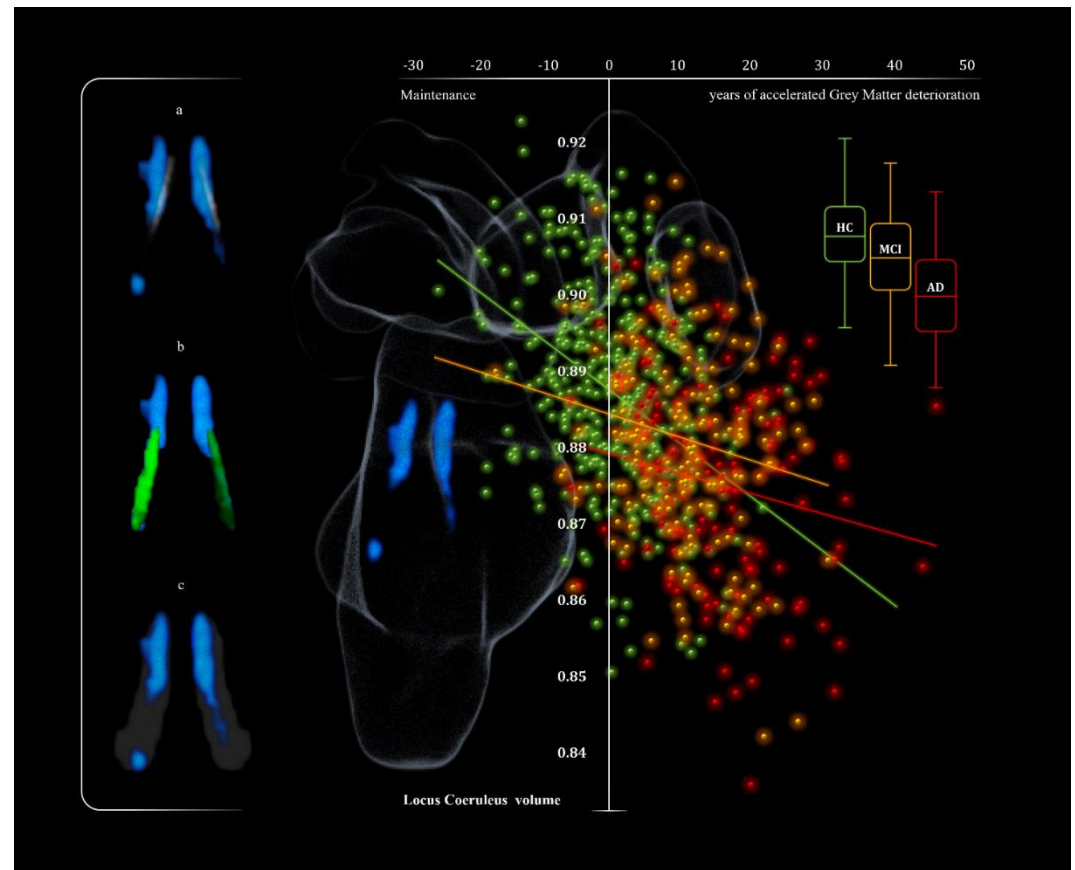 -30 -20 -10 0 10 20 30 40 50
Maintenance
years of accelerated Grey Matter deterioration
a
0.92
0.91
HC
MCI
AD
0.90
b
0.89
0.88
0.87
c
0.86
0.85
0.84
Locus Coeruleus volume